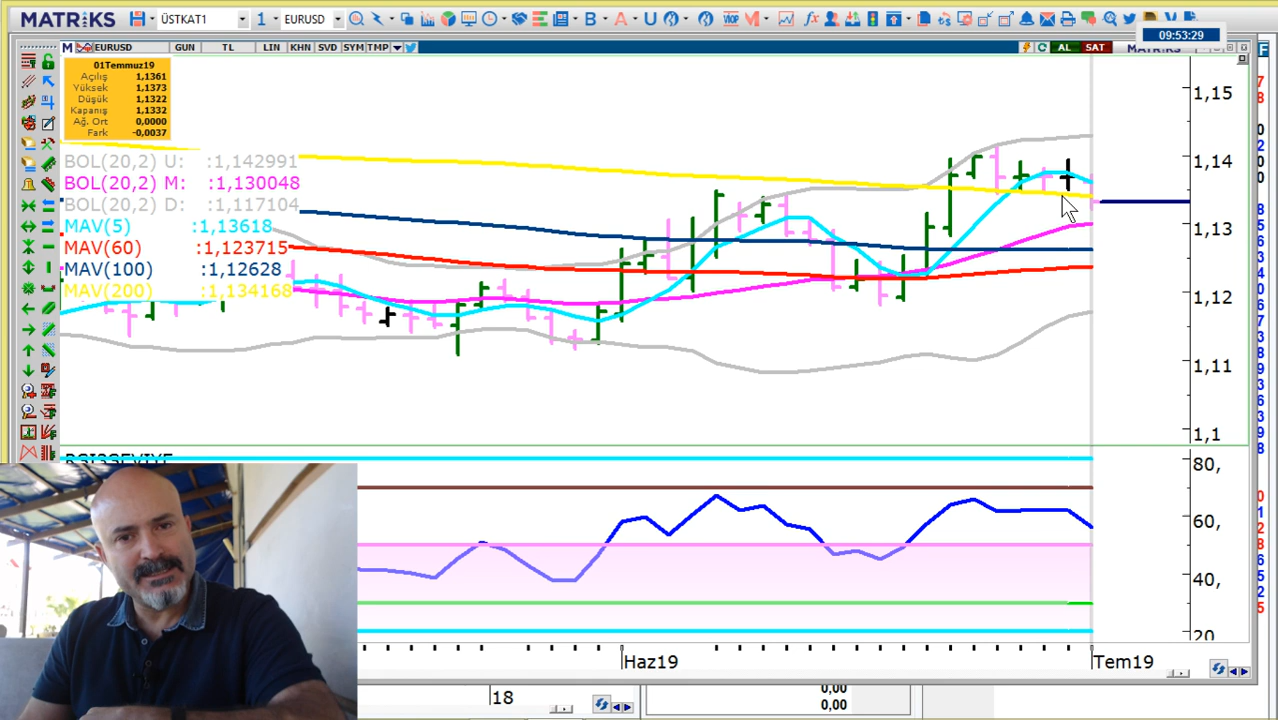 MATRİKS ÜSTKAT1 1 EURUSD
09:53:29
M EURUSD GUN TL LIN KHN SVD SYM TMP AL SAT MATRİKS
01Temmuz19
Açılış 1,1361
Yüksek 1,1373
Düşük 1,1322
Kapanış 1,1332
Ağ. Ort 0,0000
Fark -0,0037
BOL(20,2) U: :1,142991
BOL(20,2) M: :1,130048
BOL(20,2) D: :1,117104
MAV(5) :1,13618
MAV(60) :1,123715
MAV(100) :1,12628
MAV(200) :1,134168
1,15
1,14
1,13
1,12
1,11
1,1
80,
60,
40,
20
Haz19 Tem19
18
0,00
0,00